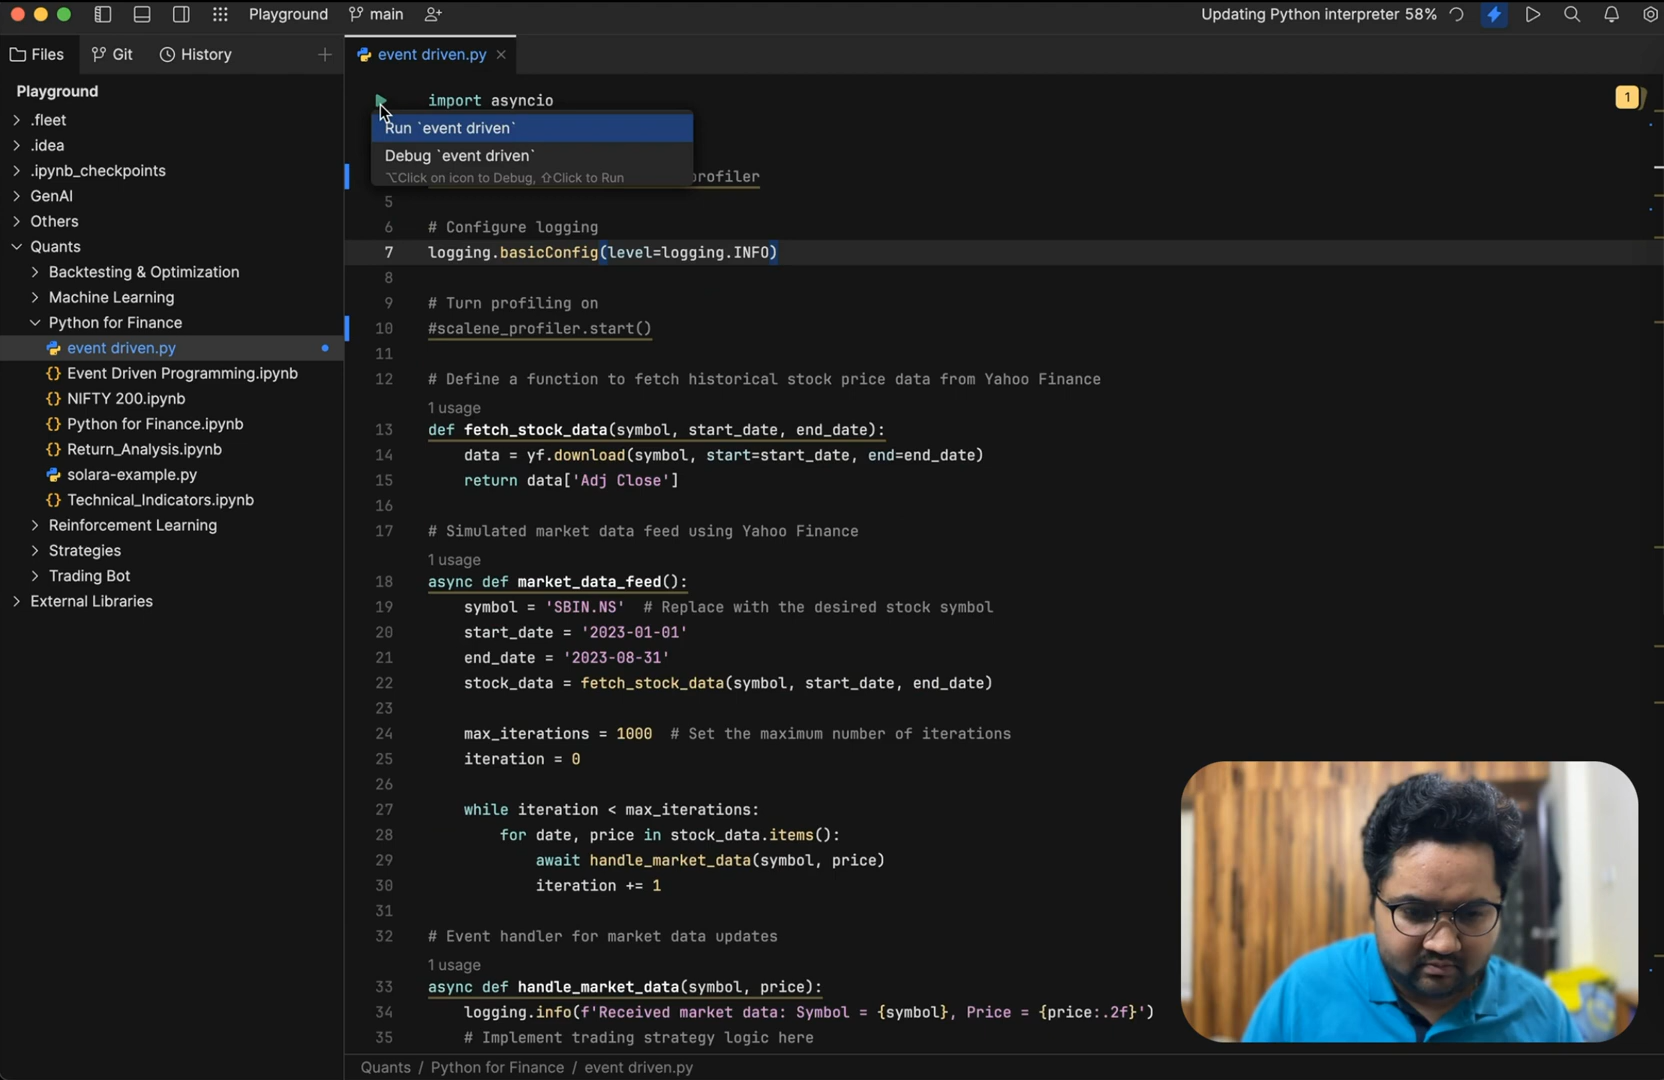 Playground
main
Updating Python interpreter 58%
Files
Git
History
event driven.py
Playground
.fleet
.idea
.ipynb_checkpoints
GenAI
Others
Quants
Backtesting & Optimization
Machine Learning
Python for Finance
event driven.py
Event Driven Programming.ipynb
NIFTY 200.ipynb
Python for Finance.ipynb
Return_Analysis.ipynb
solara-example.py
Technical_Indicators.ipynb
Reinforcement Learning
Strategies
Trading Bot
External Libraries
1
import asyncio
Run `event driven`
Debug `event driven`
⌥Click on icon to Debug, ⇧Click to Run
profiler
5
6 # Configure logging
7 logging.basicConfig(level=logging.INFO)
8
9 # Turn profiling on
10 #scalene_profiler.start()
11
12 # Define a function to fetch historical stock price data from Yahoo Finance
1 usage
13 def fetch_stock_data(symbol, start_date, end_date):
14 data = yf.download(symbol, start=start_date, end=end_date)
15 return data['Adj Close']
16
17 # Simulated market data feed using Yahoo Finance
1 usage
18 async def market_data_feed():
19 symbol = 'SBIN.NS' # Replace with the desired stock symbol
20 start_date = '2023-01-01'
21 end_date = '2023-08-31'
22 stock_data = fetch_stock_data(symbol, start_date, end_date)
23
24 max_iterations = 1000 # Set the maximum number of iterations
25 iteration = 0
26
27 while iteration < max_iterations:
28 for date, price in stock_data.items():
29 await handle_market_data(symbol, price)
30 iteration += 1
31
32 # Event handler for market data updates
1 usage
33 async def handle_market_data(symbol, price):
34 logging.info(f'Received market data: Symbol = {symbol}, Price = {price:.2f}')
35 # Implement trading strategy logic here
Quants / Python for Finance / event driven.py